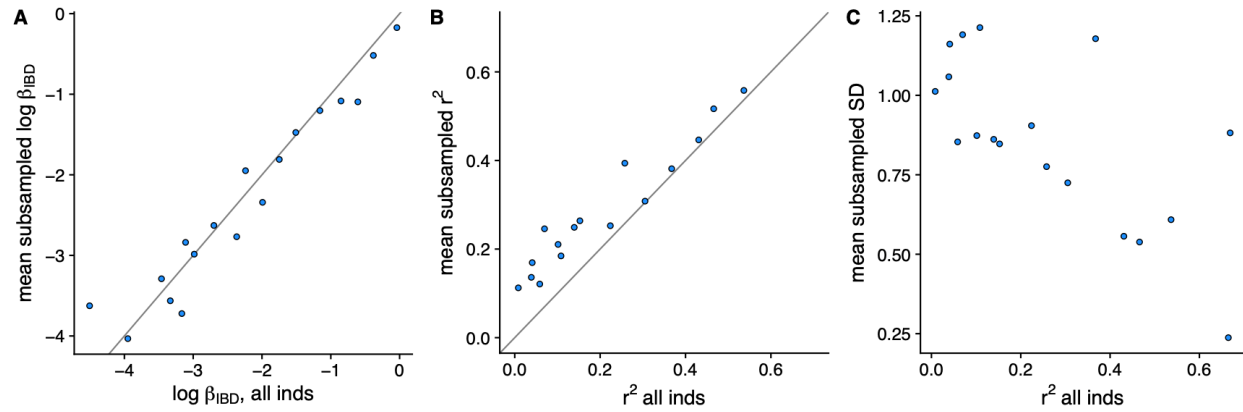 A
mean subsampled log βIBD
0
−1
−2
−3
−4
−4 −3 −2 −1 0
log βIBD, all inds
B
mean subsampled r²
0.6
0.4
0.2
0.0
0.0 0.2 0.4 0.6
r² all inds
C
mean subsampled SD
1.25
1.00
0.75
0.50
0.25
0.0 0.2 0.4 0.6
r² all inds